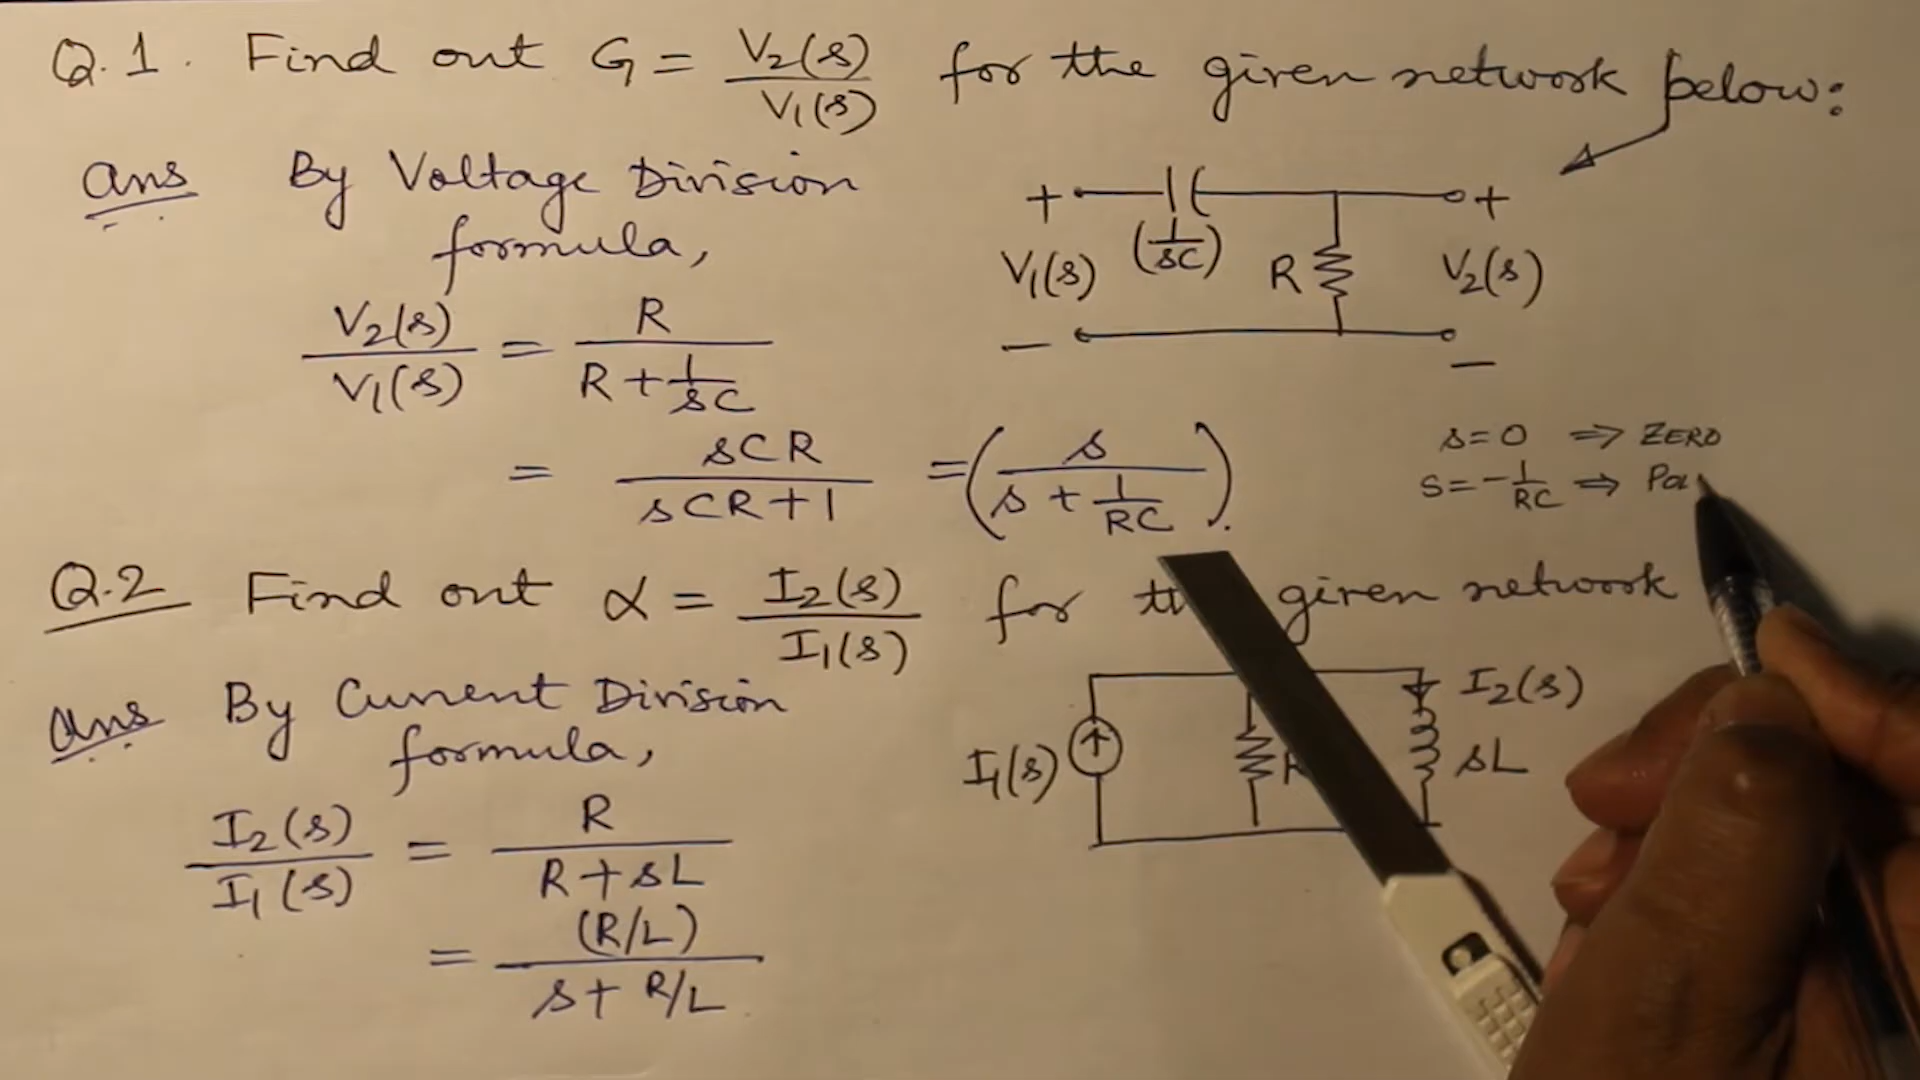 Q.1. Find out G = V2(s)/V1(s) for the given network below:
Ans By Voltage Division
formula,
V2(s)/V1(s) = R/(R + 1/sC)
= sCR/(sCR+1) = (s/(s + 1/RC)).
+ +
(1/sC)
V1(s) R V2(s)
− −
s=0 ⇒ ZERO
s=-1/RC ⇒ Pol
Q.2 Find out α = I2(s)/I1(s) for given network
Ans By Current Division
formula,
I2(s)/I1(s) = R/(R+sL)
= (R/L)/(s+R/L)
I2(s)
I1(s) R sL